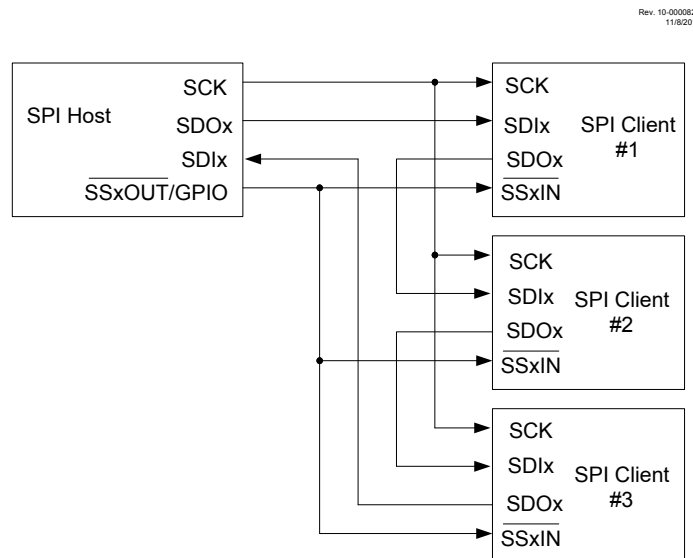 Rev. 10-000082
11/8/20
SPI Host
SCK
SDOx
SDIx
SSxOUT/GPIO
SCK
SDIx
SDOx
SSxIN
SPI Client
#1
SCK
SDIx
SDOx
SSxIN
SPI Client
#2
SCK
SDIx
SDOx
SSxIN
SPI Client
#3